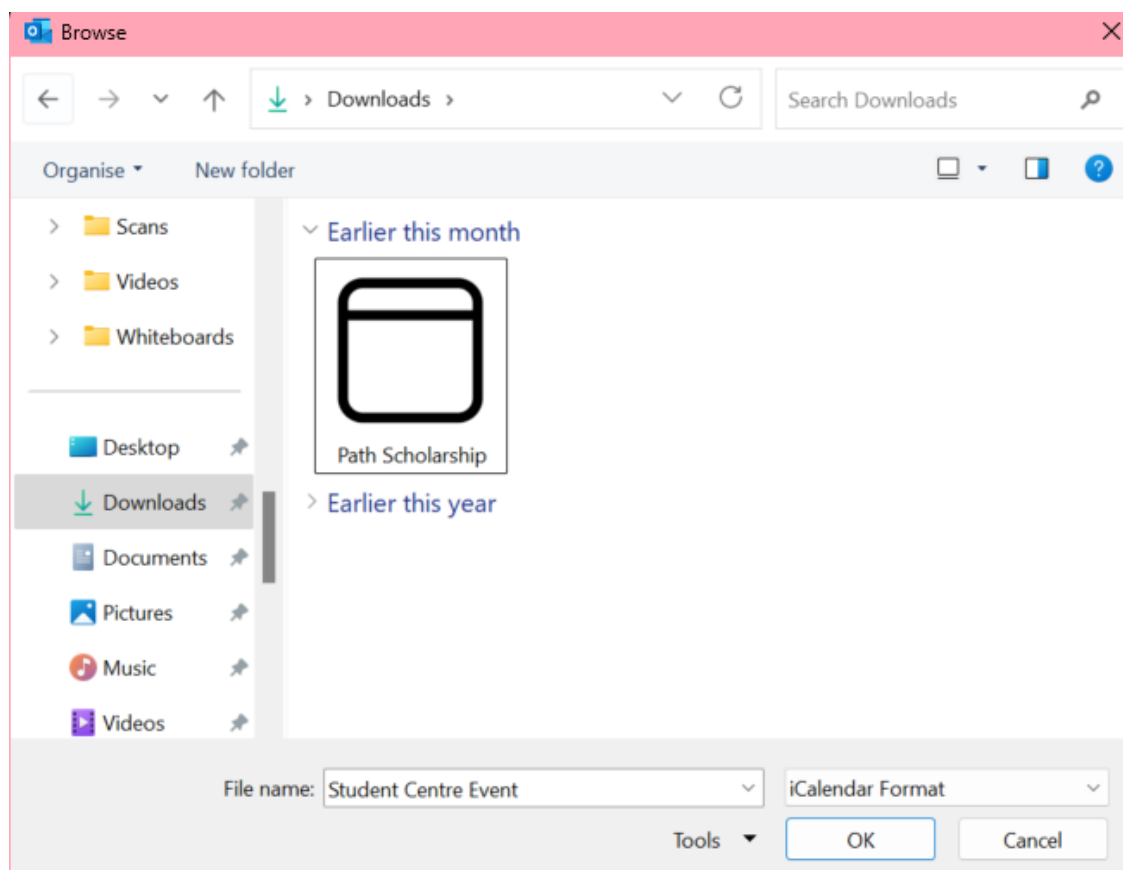 Browse
Downloads
Search Downloads
Organise
New folder
?
Scans
Videos
Whiteboards
Desktop
Downloads
Documents
Pictures
Music
Videos
Earlier this month
Path Scholarship
Earlier this year
File name: Student Centre Event
iCalendar Format
Tools
OK
Cancel